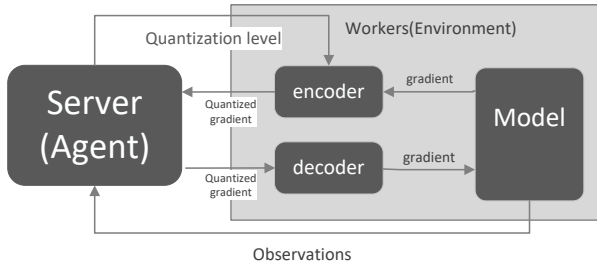 Quantization level
Workers(Environment)
Server
(Agent)
Quantized
gradient
encoder
gradient
Model
Quantized
gradient
decoder
gradient
Observations